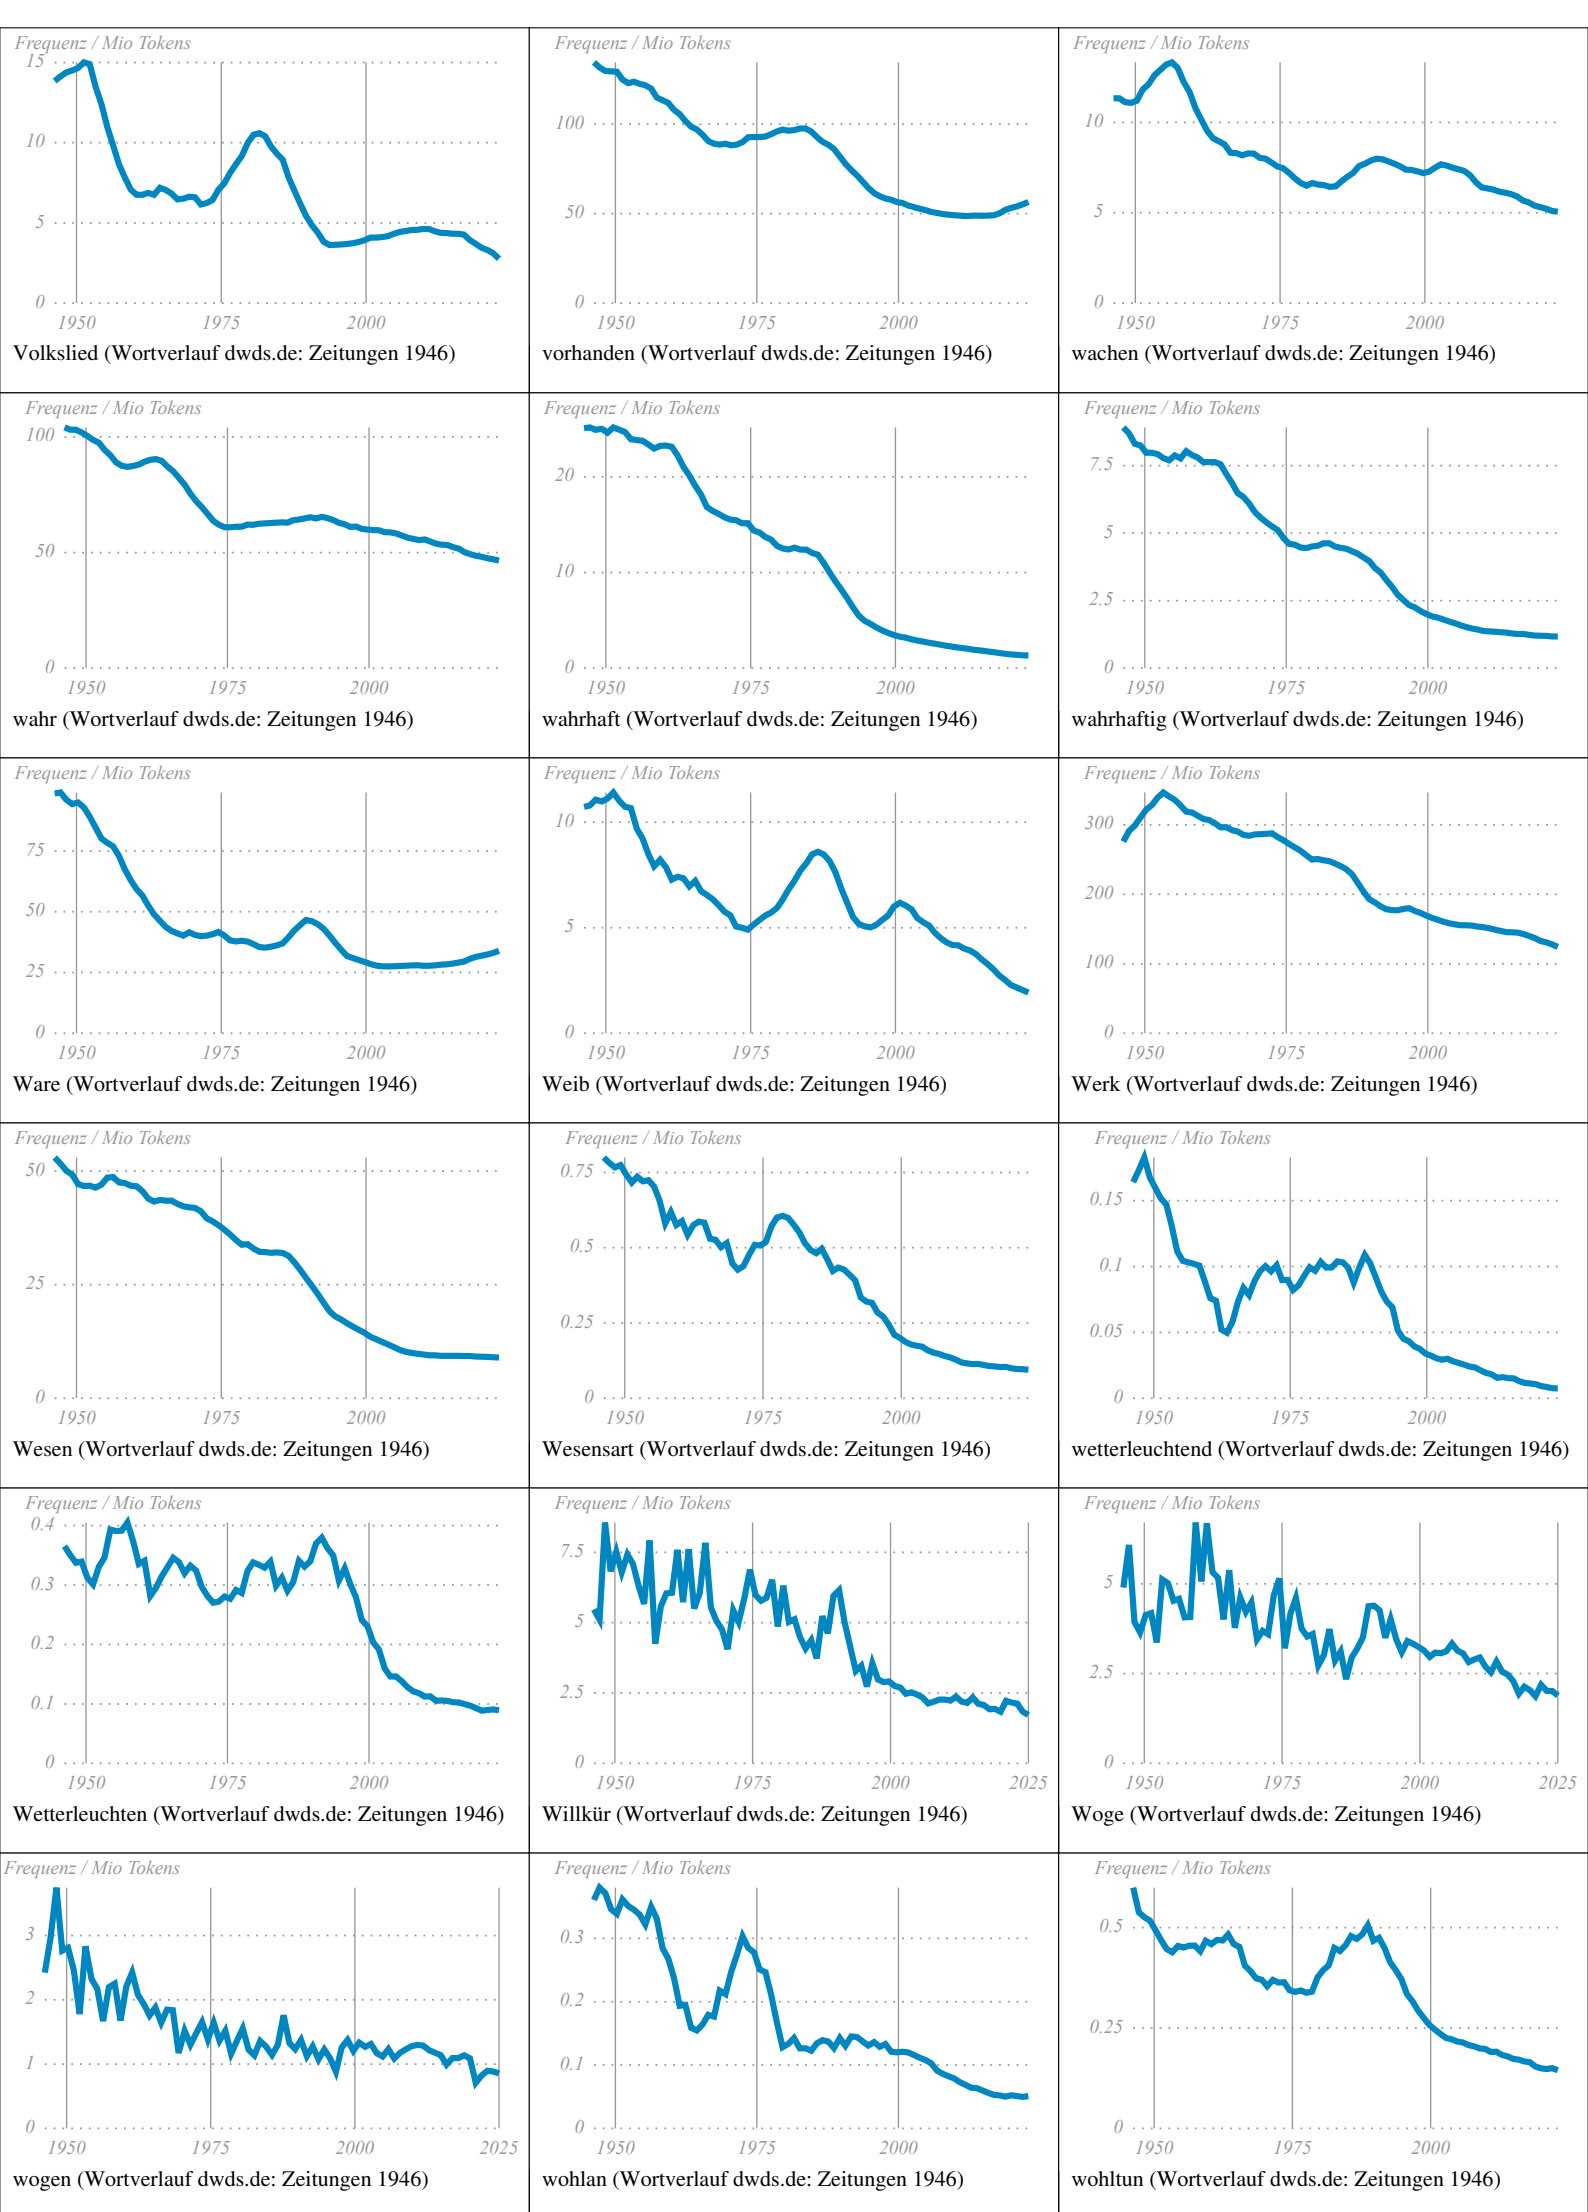 Frequenz / Mio Tokens
15
10
5
0
1950 1975 2000
Volkslied (Wortverlauf dwds.de: Zeitungen 1946)
Frequenz / Mio Tokens
100
50
0
1950 1975 2000
vorhanden (Wortverlauf dwds.de: Zeitungen 1946)
Frequenz / Mio Tokens
10
5
0
1950 1975 2000
wachen (Wortverlauf dwds.de: Zeitungen 1946)
Frequenz / Mio Tokens
100
50
0
1950 1975 2000
wahr (Wortverlauf dwds.de: Zeitungen 1946)
Frequenz / Mio Tokens
20
10
0
1950 1975 2000
wahrhaft (Wortverlauf dwds.de: Zeitungen 1946)
Frequenz / Mio Tokens
7.5
5
2.5
0
1950 1975 2000
wahrhaftig (Wortverlauf dwds.de: Zeitungen 1946)
Frequenz / Mio Tokens
75
50
25
0
1950 1975 2000
Ware (Wortverlauf dwds.de: Zeitungen 1946)
Frequenz / Mio Tokens
10
5
0
1950 1975 2000
Weib (Wortverlauf dwds.de: Zeitungen 1946)
Frequenz / Mio Tokens
300
200
100
0
1950 1975 2000
Werk (Wortverlauf dwds.de: Zeitungen 1946)
Frequenz / Mio Tokens
50
25
0
1950 1975 2000
Wesen (Wortverlauf dwds.de: Zeitungen 1946)
Frequenz / Mio Tokens
0.75
0.5
0.25
0
1950 1975 2000
Wesensart (Wortverlauf dwds.de: Zeitungen 1946)
Frequenz / Mio Tokens
0.15
0.1
0.05
0
1950 1975 2000
wetterleuchtend (Wortverlauf dwds.de: Zeitungen 1946)
Frequenz / Mio Tokens
0.4
0.3
0.2
0.1
0
1950 1975 2000
Wetterleuchten (Wortverlauf dwds.de: Zeitungen 1946)
Frequenz / Mio Tokens
7.5
5
2.5
0
1950 1975 2000 2025
Willkür (Wortverlauf dwds.de: Zeitungen 1946)
Frequenz / Mio Tokens
5
2.5
0
1950 1975 2000 2025
Woge (Wortverlauf dwds.de: Zeitungen 1946)
Frequenz / Mio Tokens
3
2
1
0
1950 1975 2000 2025
wogen (Wortverlauf dwds.de: Zeitungen 1946)
Frequenz / Mio Tokens
0.3
0.2
0.1
0
1950 1975 2000
wohlan (Wortverlauf dwds.de: Zeitungen 1946)
Frequenz / Mio Tokens
0.5
0.25
0
1950 1975 2000
wohltun (Wortverlauf dwds.de: Zeitungen 1946)